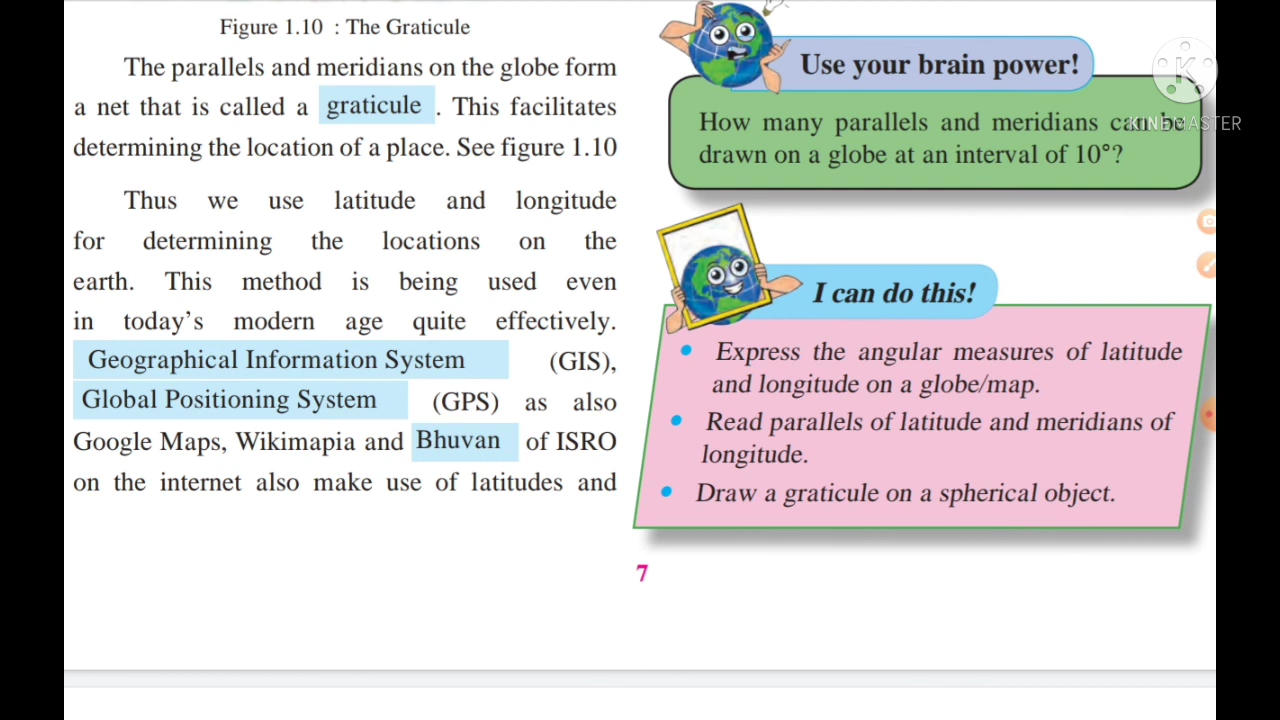 Figure 1.10 : The Graticule
The parallels and meridians on the globe form
a net that is called a graticule . This facilitates
determining the location of a place. See figure 1.10
Thus we use latitude and longitude
for determining the locations on the
earth. This method is being used even
in today's modern age quite effectively.
Geographical Information System (GIS),
Global Positioning System (GPS) as also
Google Maps, Wikimapia and Bhuvan of ISRO
on the internet also make use of latitudes and
Use your brain power!
How many parallels and meridians can be
drawn on a globe at an interval of 10°?
K
KINEMASTER
I can do this!
• Express the angular measures of latitude
and longitude on a globe/map.
• Read parallels of latitude and meridians of
longitude.
• Draw a graticule on a spherical object.
7